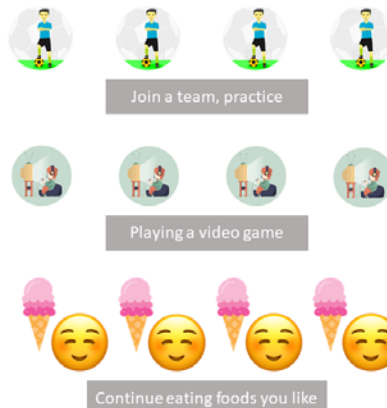 Join a team, practice
Playing a video game
Continue eating foods you like